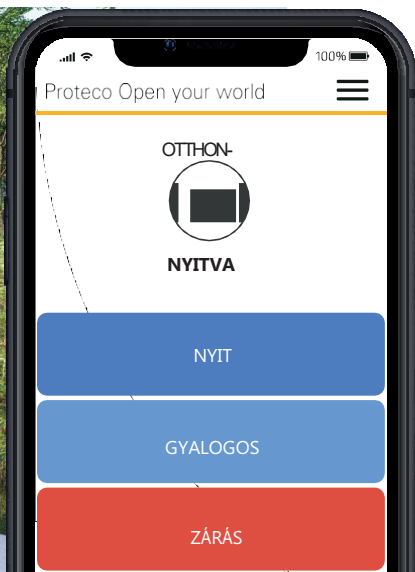 100%
Proteco Open your world
OTTHON-
NYITVA
NYIT
GYALOGOS
ZÁRÁS